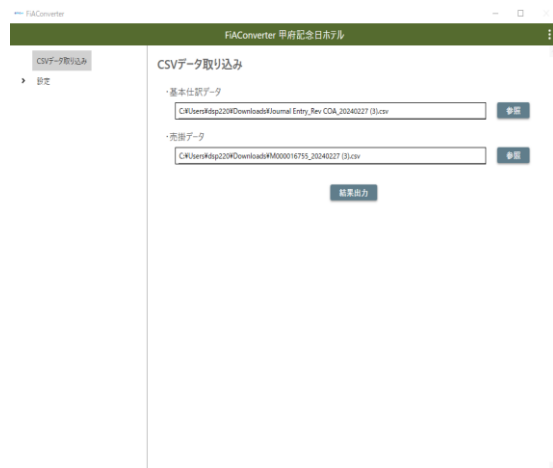 FiAConverter
FiAConverter 甲府記念日ホテル
CSVデータ取り込み
設定
CSVデータ取り込み
・基本仕訳データ
C:¥Users¥dsp220¥Downloads¥Journal Entry_Rev COA_20240227 (3).csv
参照
・売掛データ
C:¥Users¥dsp220¥Downloads¥M000016755_20240227 (3).csv
参照
結果出力